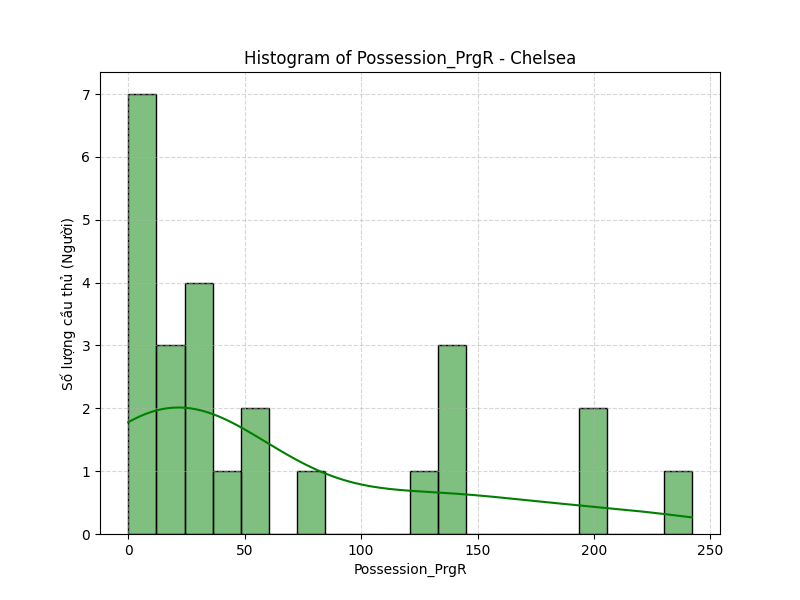 Histogram of Possession_PrgR - Chelsea
Số lượng cầu thủ (Người)
7
6
5
4
3
2
1
0
0 50 100 150 200 250
Possession_PrgR